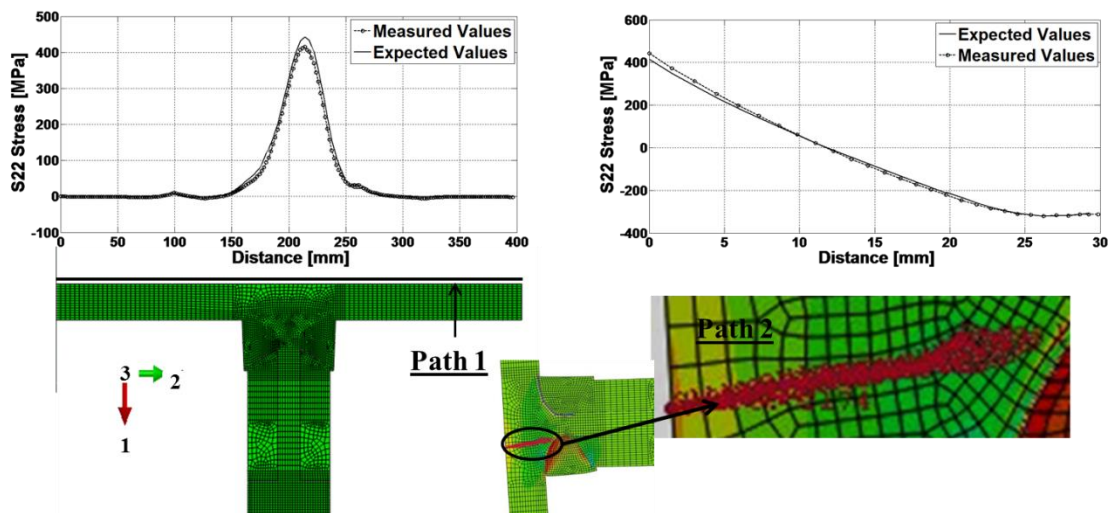 500
400
300
200
100
0
-100
S22 Stress [MPa]
Measured Values
Expected Values
0 50 100 150 200 250 300 350 400
Distance [mm]
600
400
200
0
-200
-400
S22 Stress [MPa]
Expected Values
Measured Values
0 5 10 15 20 25 30
Distance [mm]
Path 1
3
2
1
Path 2